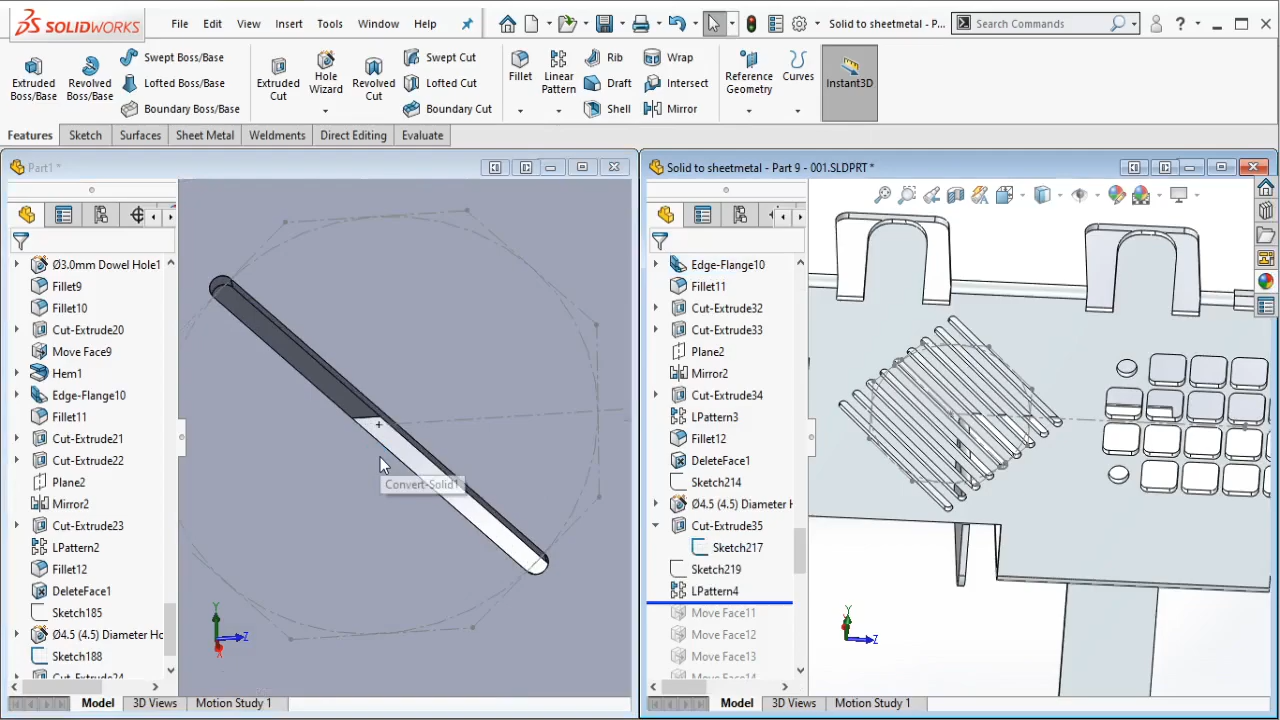 SOLIDWORKS
File Edit View Insert Tools Window Help
Solid to sheetmetal - P...
Search Commands
Extruded Boss/Base
Revolved Boss/Base
Swept Boss/Base
Lofted Boss/Base
Boundary Boss/Base
Extruded Cut
Hole Wizard
Revolved Cut
Swept Cut
Lofted Cut
Boundary Cut
Fillet
Linear Pattern
Rib
Draft
Shell
Wrap
Intersect
Mirror
Reference Geometry
Curves
Instant3D
Features Sketch Surfaces Sheet Metal Weldments Direct Editing Evaluate
Part1 *
Ø3.0mm Dowel Hole1
Fillet9
Fillet10
Cut-Extrude20
Move Face9
Hem1
Edge-Flange10
Fillet11
Cut-Extrude21
Cut-Extrude22
Plane2
Mirror2
Cut-Extrude23
LPattern2
Fillet12
DeleteFace1
Sketch185
Ø4.5 (4.5) Diameter Ho
Sketch188
Cut-Extrude24
Convert-Solid1
Y
Z
X
Model 3D Views Motion Study 1
Solid to sheetmetal - Part 9 - 001.SLDPRT *
Edge-Flange10
Fillet11
Cut-Extrude32
Cut-Extrude33
Plane2
Mirror2
Cut-Extrude34
LPattern3
Fillet12
DeleteFace1
Sketch214
Ø4.5 (4.5) Diameter H
Cut-Extrude35
Sketch217
Sketch219
LPattern4
Move Face11
Move Face12
Move Face13
Move Face14
Y
Z
Model 3D Views Motion Study 1